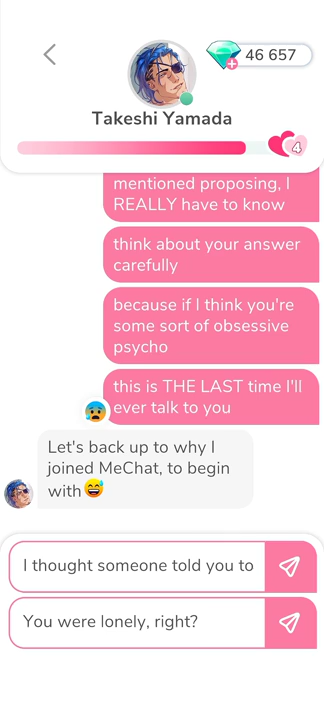 46 657
Takeshi Yamada
4
mentioned proposing, I
REALLY have to know
think about your answer
carefully
because if I think you're
some sort of obsessive
psycho
this is THE LAST time I'll
ever talk to you
Let's back up to why I
joined MeChat, to begin
with
I thought someone told you to
You were lonely, right?